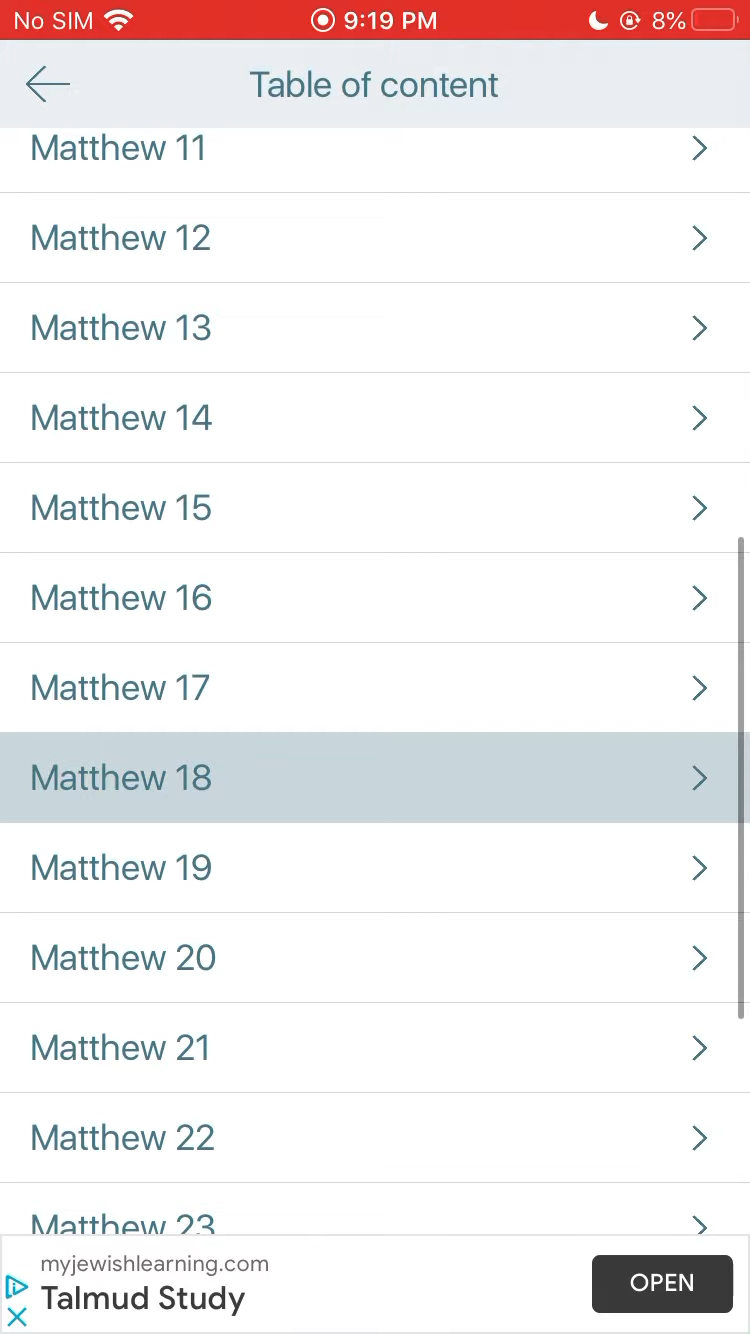 No SIM 9:19 PM 8%
Table of content
Matthew 11
Matthew 12
Matthew 13
Matthew 14
Matthew 15
Matthew 16
Matthew 17
Matthew 18
Matthew 19
Matthew 20
Matthew 21
Matthew 22
Matthew 23
myjewishlearning.com
Talmud Study
OPEN